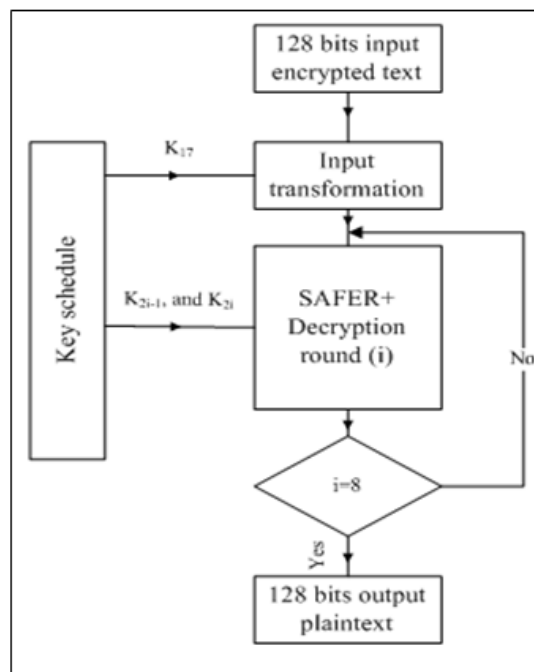 128 bits input
encrypted text
K17
Input
transformation
Key schedule
K2i-1, and K2i
SAFER+
Decryption
round (i)
No
i=8
Yes
128 bits output
plaintext